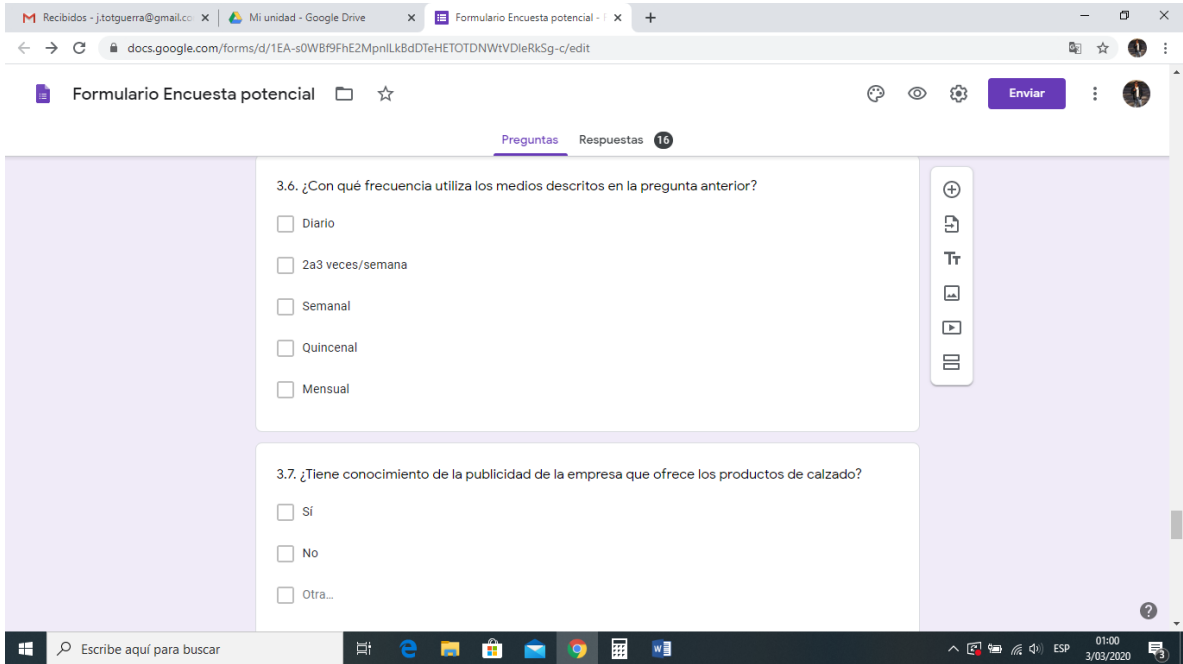 Recibidos - j.totguerra@gmail.co
Mi unidad - Google Drive
Formulario Encuesta potencial -
docs.google.com/forms/d/1EA-s0WBf9FhE2MpnlLkBdDTeHETOTDNWtVDleRkSg-c/edit
Formulario Encuesta potencial
Enviar
Preguntas Respuestas 16
3.6. ¿Con qué frecuencia utiliza los medios descritos en la pregunta anterior?
Diario
2a3 veces/semana
Semanal
Quincenal
Mensual
3.7. ¿Tiene conocimiento de la publicidad de la empresa que ofrece los productos de calzado?
Sí
No
Otra...
Escribe aquí para buscar
ESP
01:00
3/03/2020
3